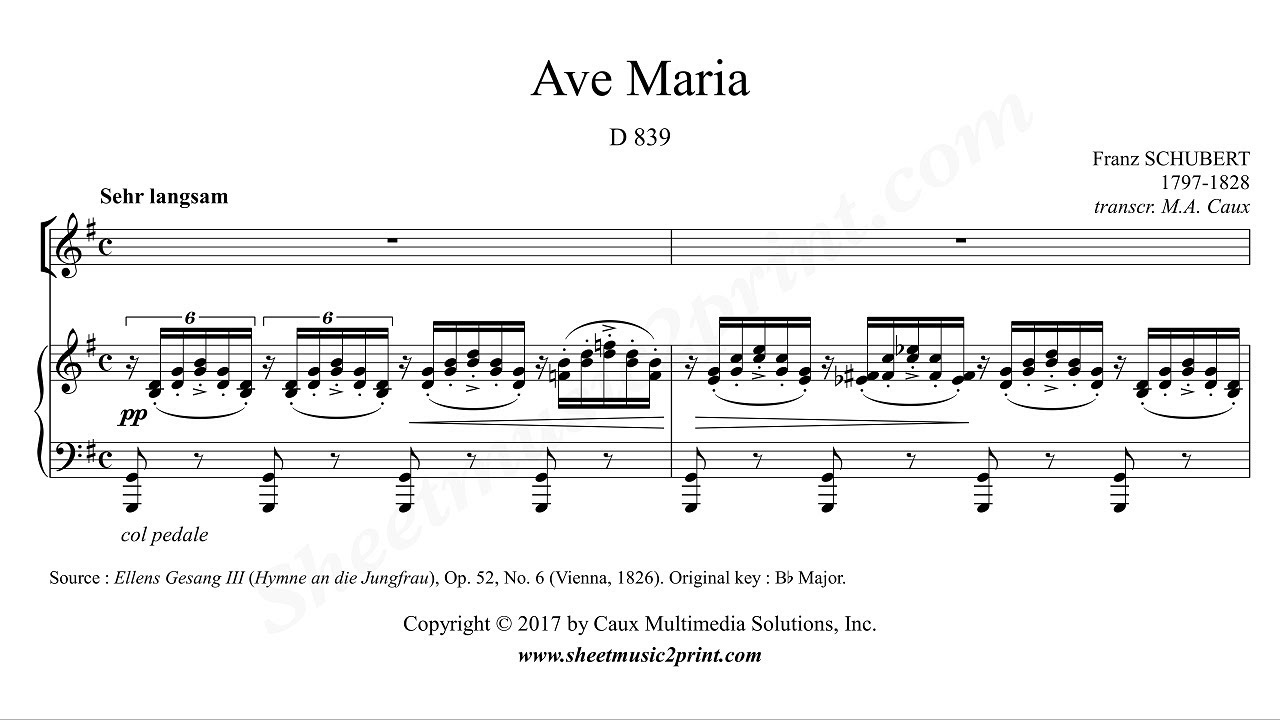 Ave Maria
D 839
Franz SCHUBERT
1797-1828
transcr. M.A. Caux
Sehr langsam
6 6
pp
col pedale
Source : Ellens Gesang III (Hymne an die Jungfrau), Op. 52, No. 6 (Vienna, 1826). Original key : B♭ Major.
Copyright © 2017 by Caux Multimedia Solutions, Inc.
www.sheetmusic2print.com
Sheetmusic2print.com